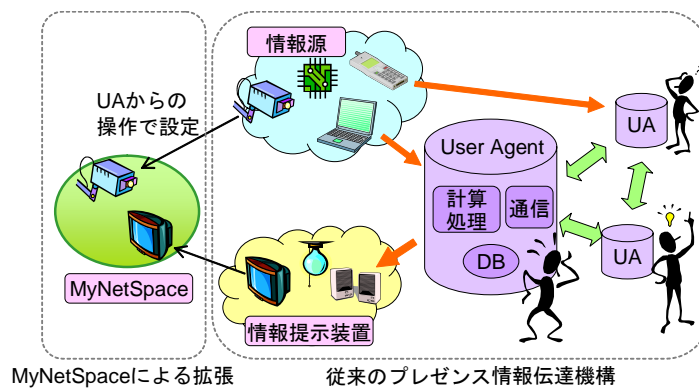 情報源
UAからの
操作で設定
MyNetSpace
User Agent
計算
処理
通信
DB
UA
UA
情報提示装置
MyNetSpaceによる拡張
従来のプレゼンス情報伝達機構